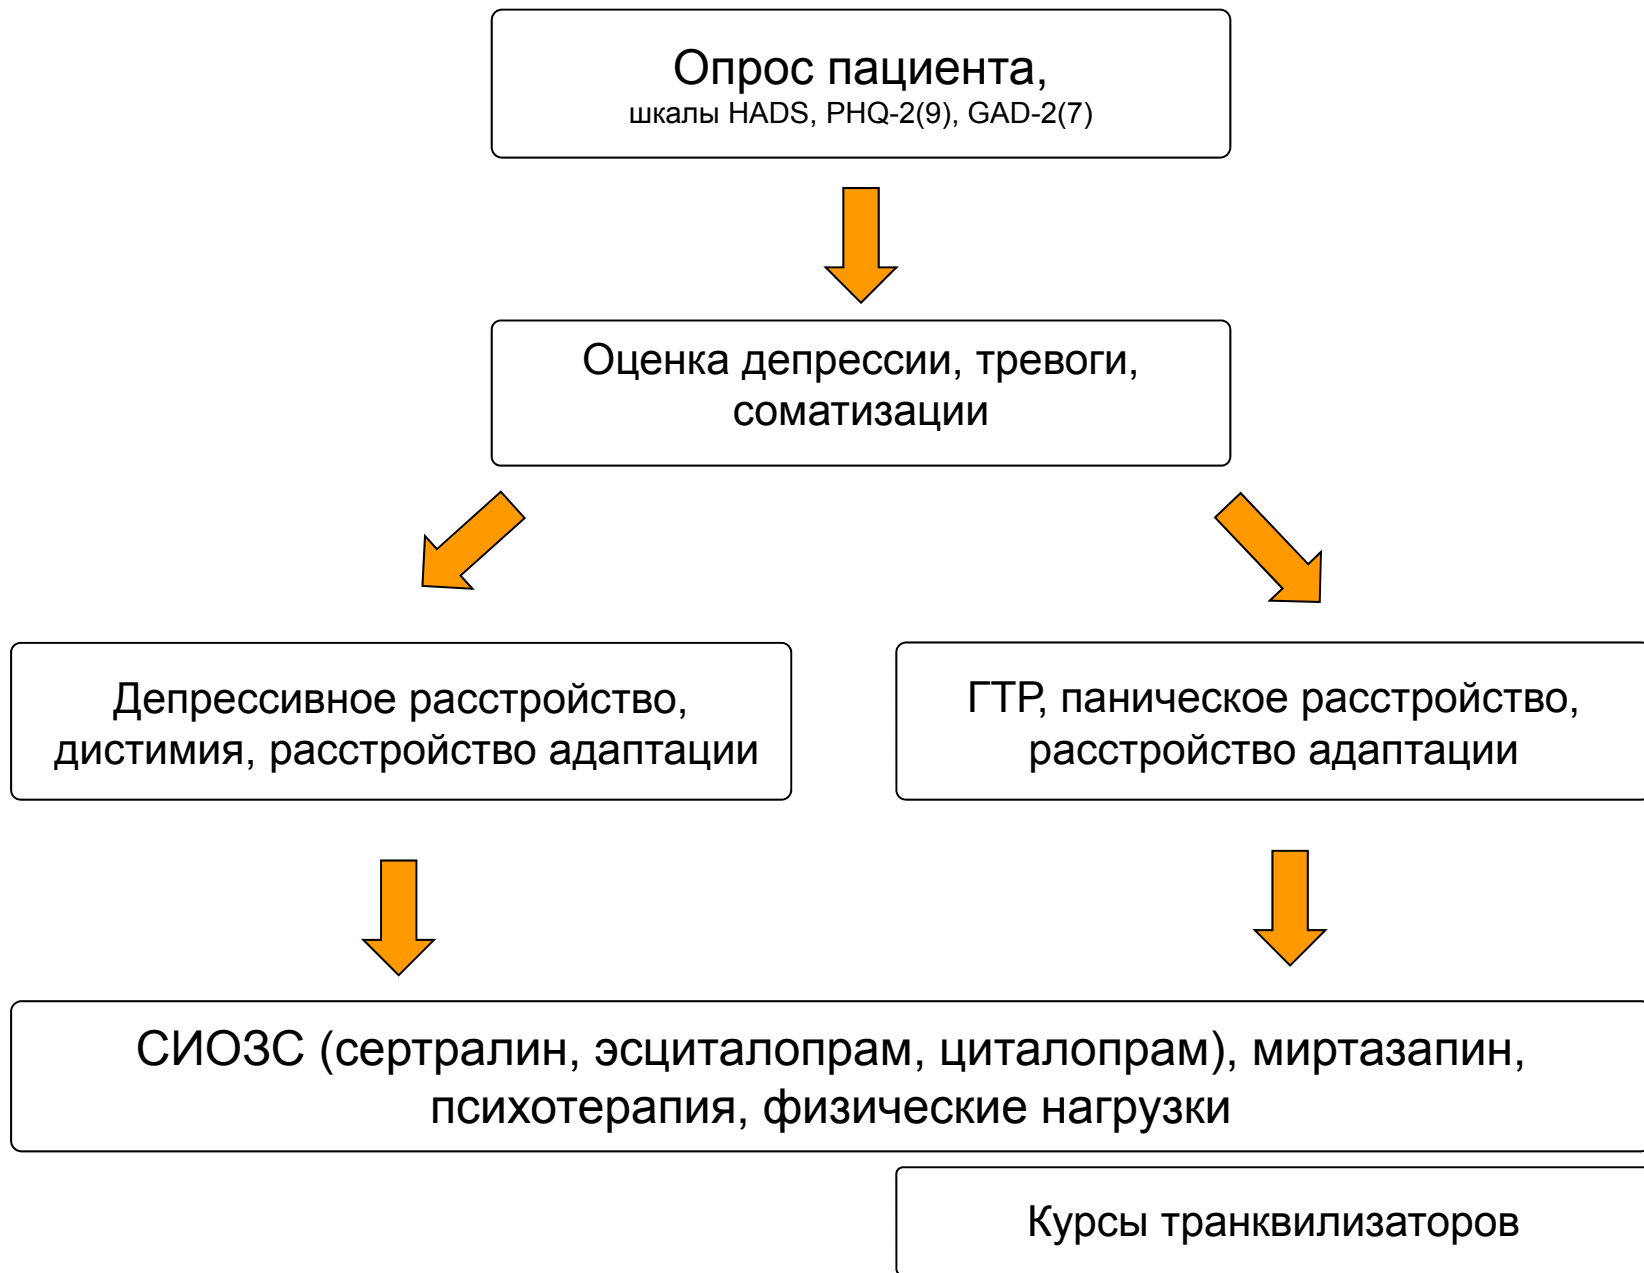 Опрос пациента,
шкалы HADS, PHQ-2(9), GAD-2(7)
Оценка депрессии, тревоги,
соматизации
Депрессивное расстройство,
дистимия, расстройство адаптации
ГТР, паническое расстройство,
расстройство адаптации
СИОЗС (сертралин, эсциталопрам, циталопрам), миртазапин,
психотерапия, физические нагрузки
Курсы транквилизаторов